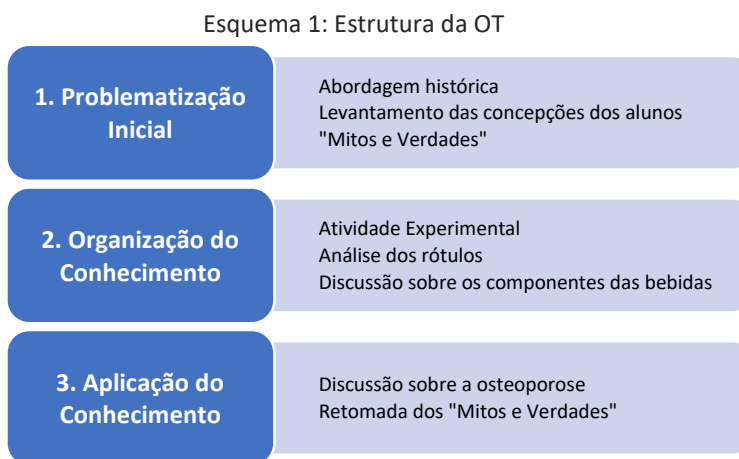 Esquema 1: Estrutura da OT
1. Problematização
Inicial
Abordagem histórica
Levantamento das concepções dos alunos
"Mitos e Verdades"
2. Organização do
Conhecimento
Atividade Experimental
Análise dos rótulos
Discussão sobre os componentes das bebidas
3. Aplicação do
Conhecimento
Discussão sobre a osteoporose
Retomada dos "Mitos e Verdades"